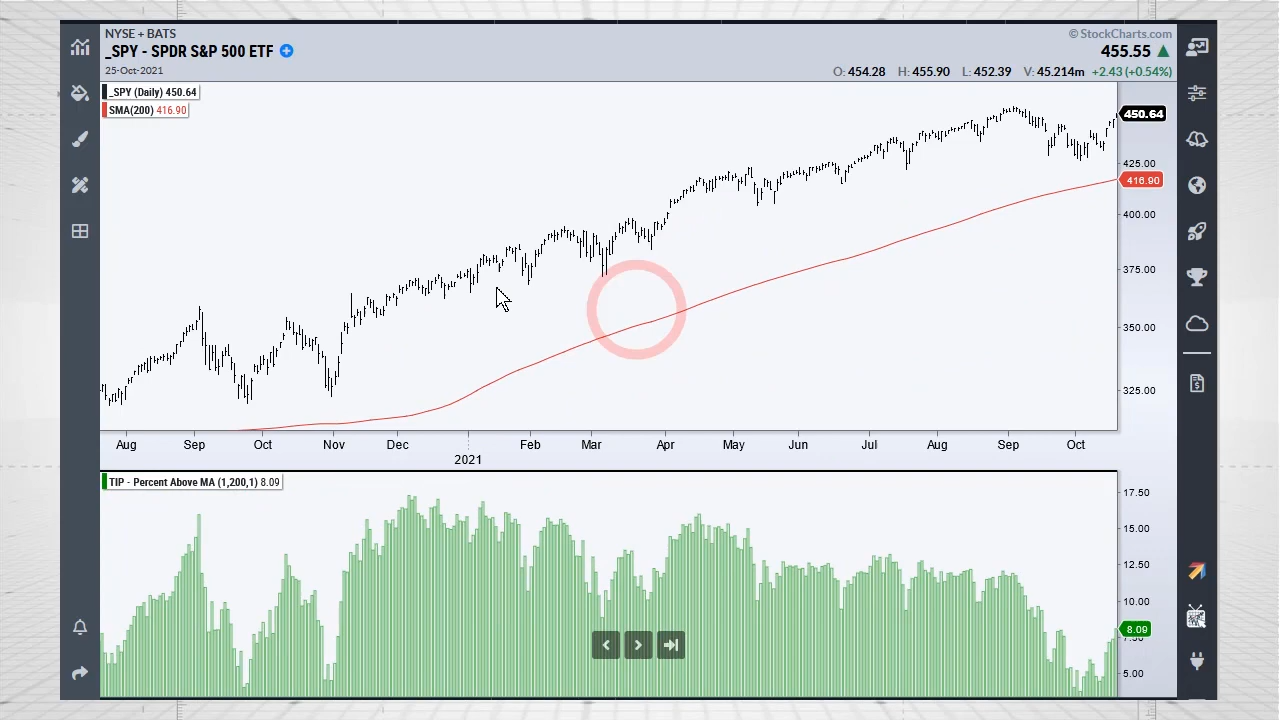 NYSE + BATS
© StockCharts.com
_SPY - SPDR S&P 500 ETF
455.55
25-Oct-2021
O: 454.28 H: 455.90 L: 452.39 V: 45.214m +2.43 (+0.54%)
_SPY (Daily) 450.64
SMA(200) 416.90
450.64
425.00
416.90
400.00
375.00
350.00
325.00
Aug Sep Oct Nov Dec Feb Mar Apr May Jun Jul Aug Sep Oct
2021
TIP - Percent Above MA (1,200,1) 8.09
17.50
15.00
12.50
10.00
8.09
7.50
5.00